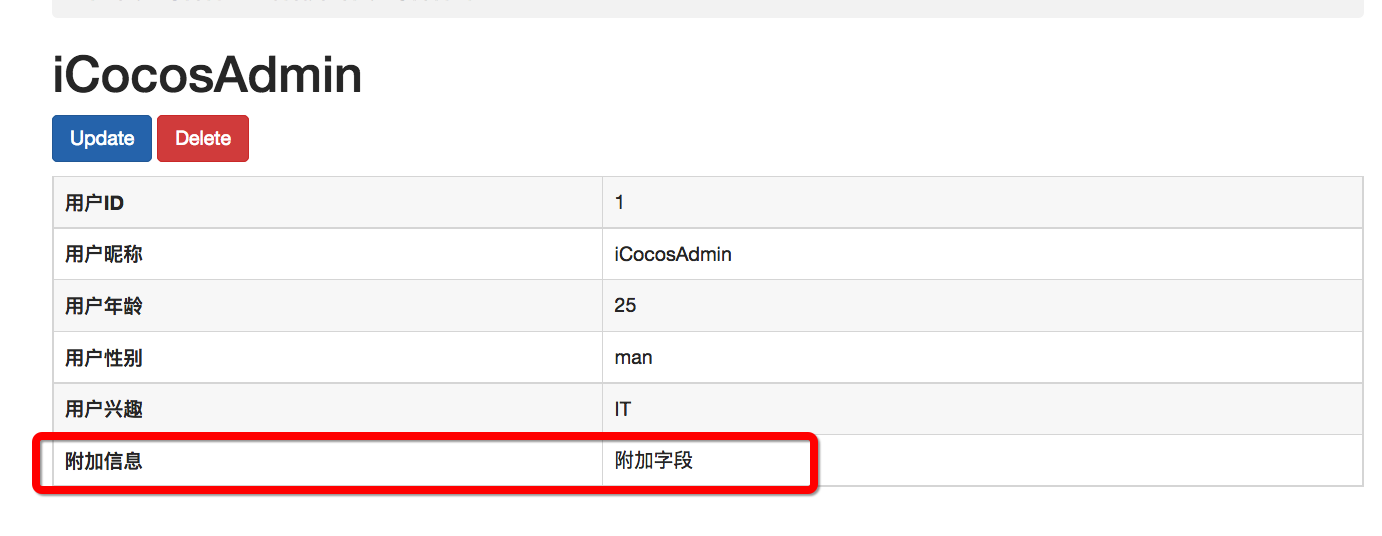 iCocosAdmin
Update Delete
用户ID 1
用户昵称 iCocosAdmin
用户年龄 25
用户性别 man
用户兴趣 IT
附加信息 附加字段